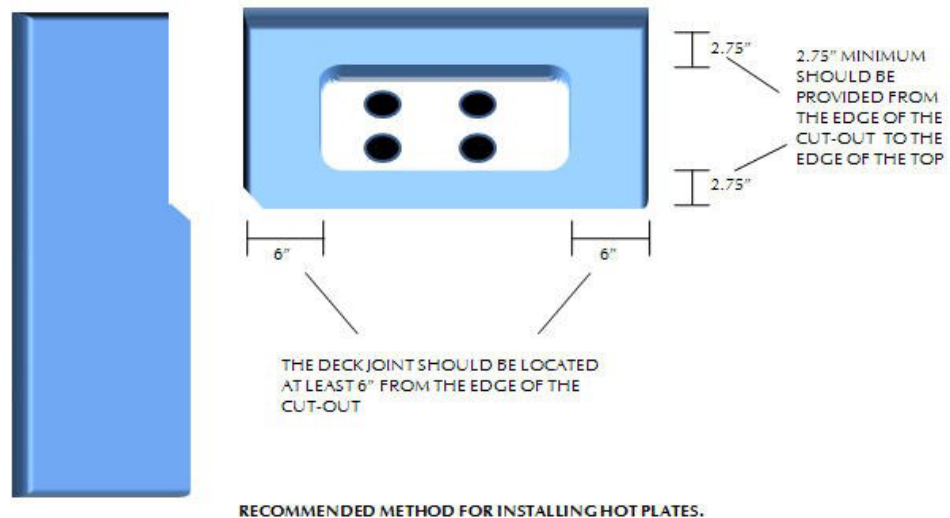 2.75"
2.75" MINIMUM
SHOULD BE
PROVIDED FROM
THE EDGE OF THE
CUT-OUT TO THE
EDGE OF THE TOP
2.75"
6"
6"
THE DECK JOINT SHOULD BE LOCATED
AT LEAST 6" FROM THE EDGE OF THE
CUT-OUT
RECOMMENDED METHOD FOR INSTALLING HOT PLATES.